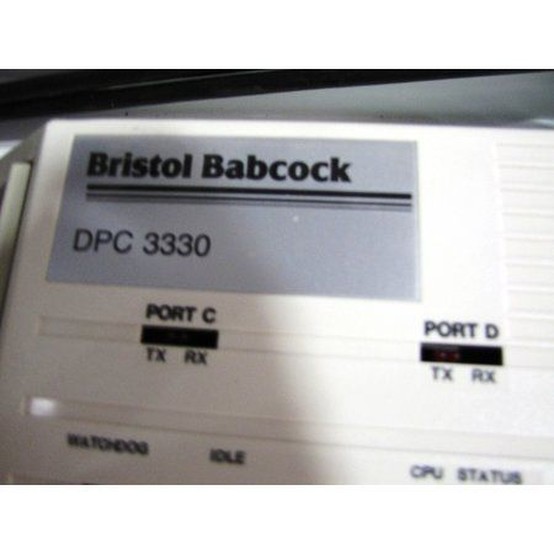 Bristol Babcock
DPC 3330
PORT C
TX RX
PORT D
TX RX
WATCHDOG IDLE
CPU STATUS